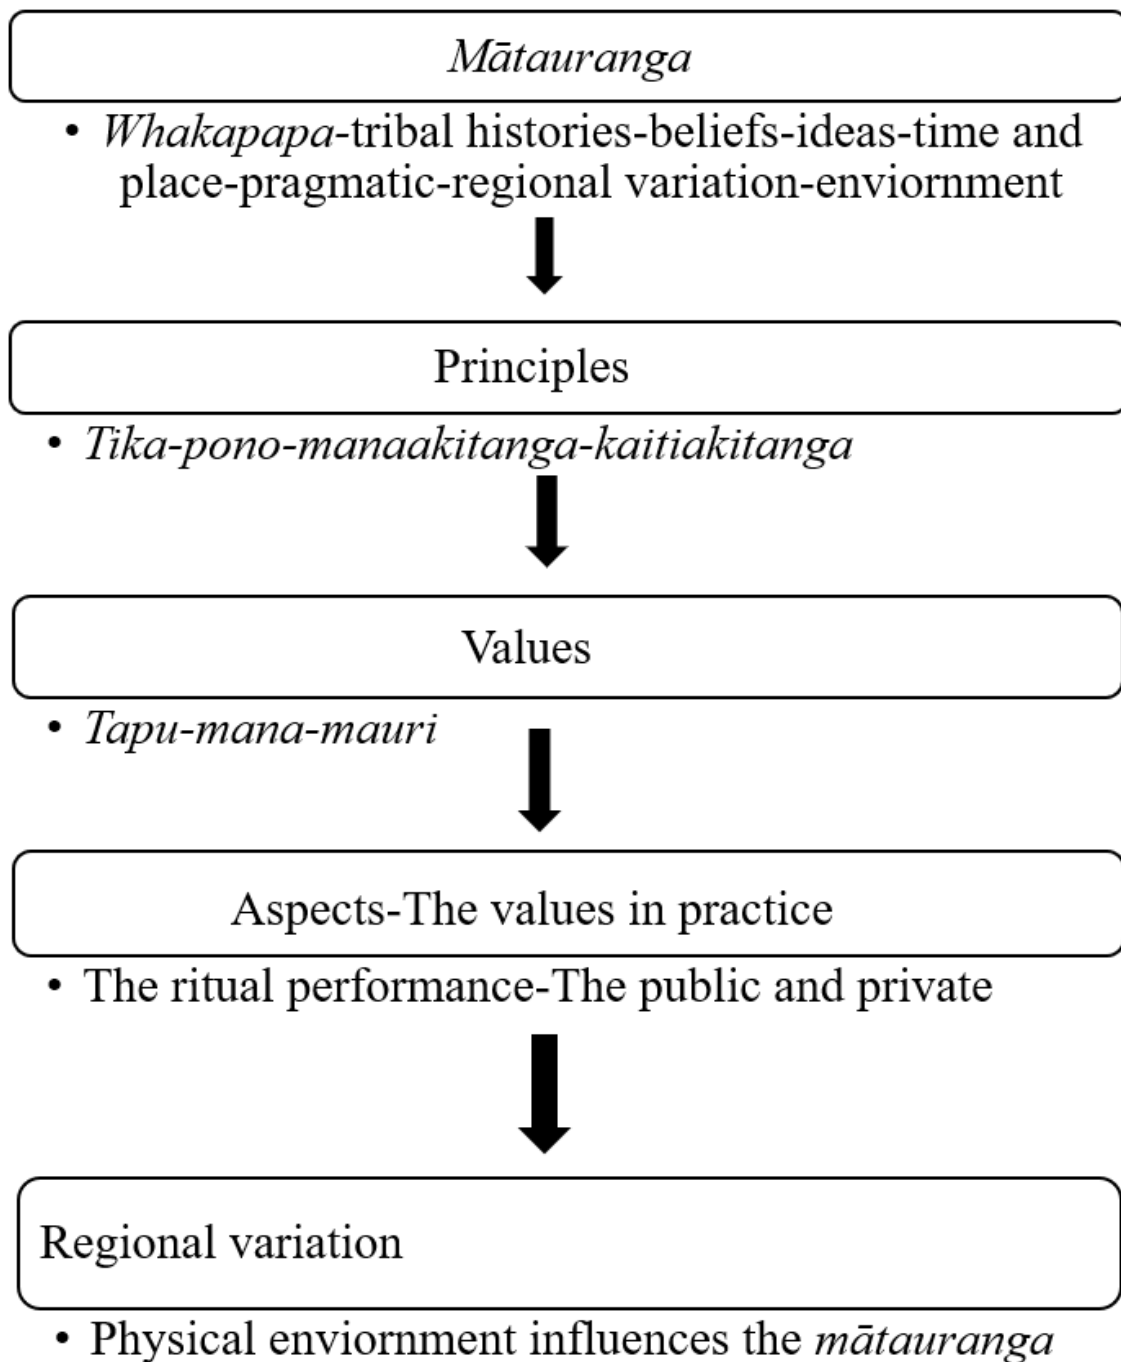 Mātauranga
• Whakapapa-tribal histories-beliefs-ideas-time and
place-pragmatic-regional variation-enviornment
Principles
• Tika-pono-manaakitanga-kaitiakitanga
Values
• Tapu-mana-mauri
Aspects-The values in practice
• The ritual performance-The public and private
Regional variation
• Physical enviornment influences the mātauranga